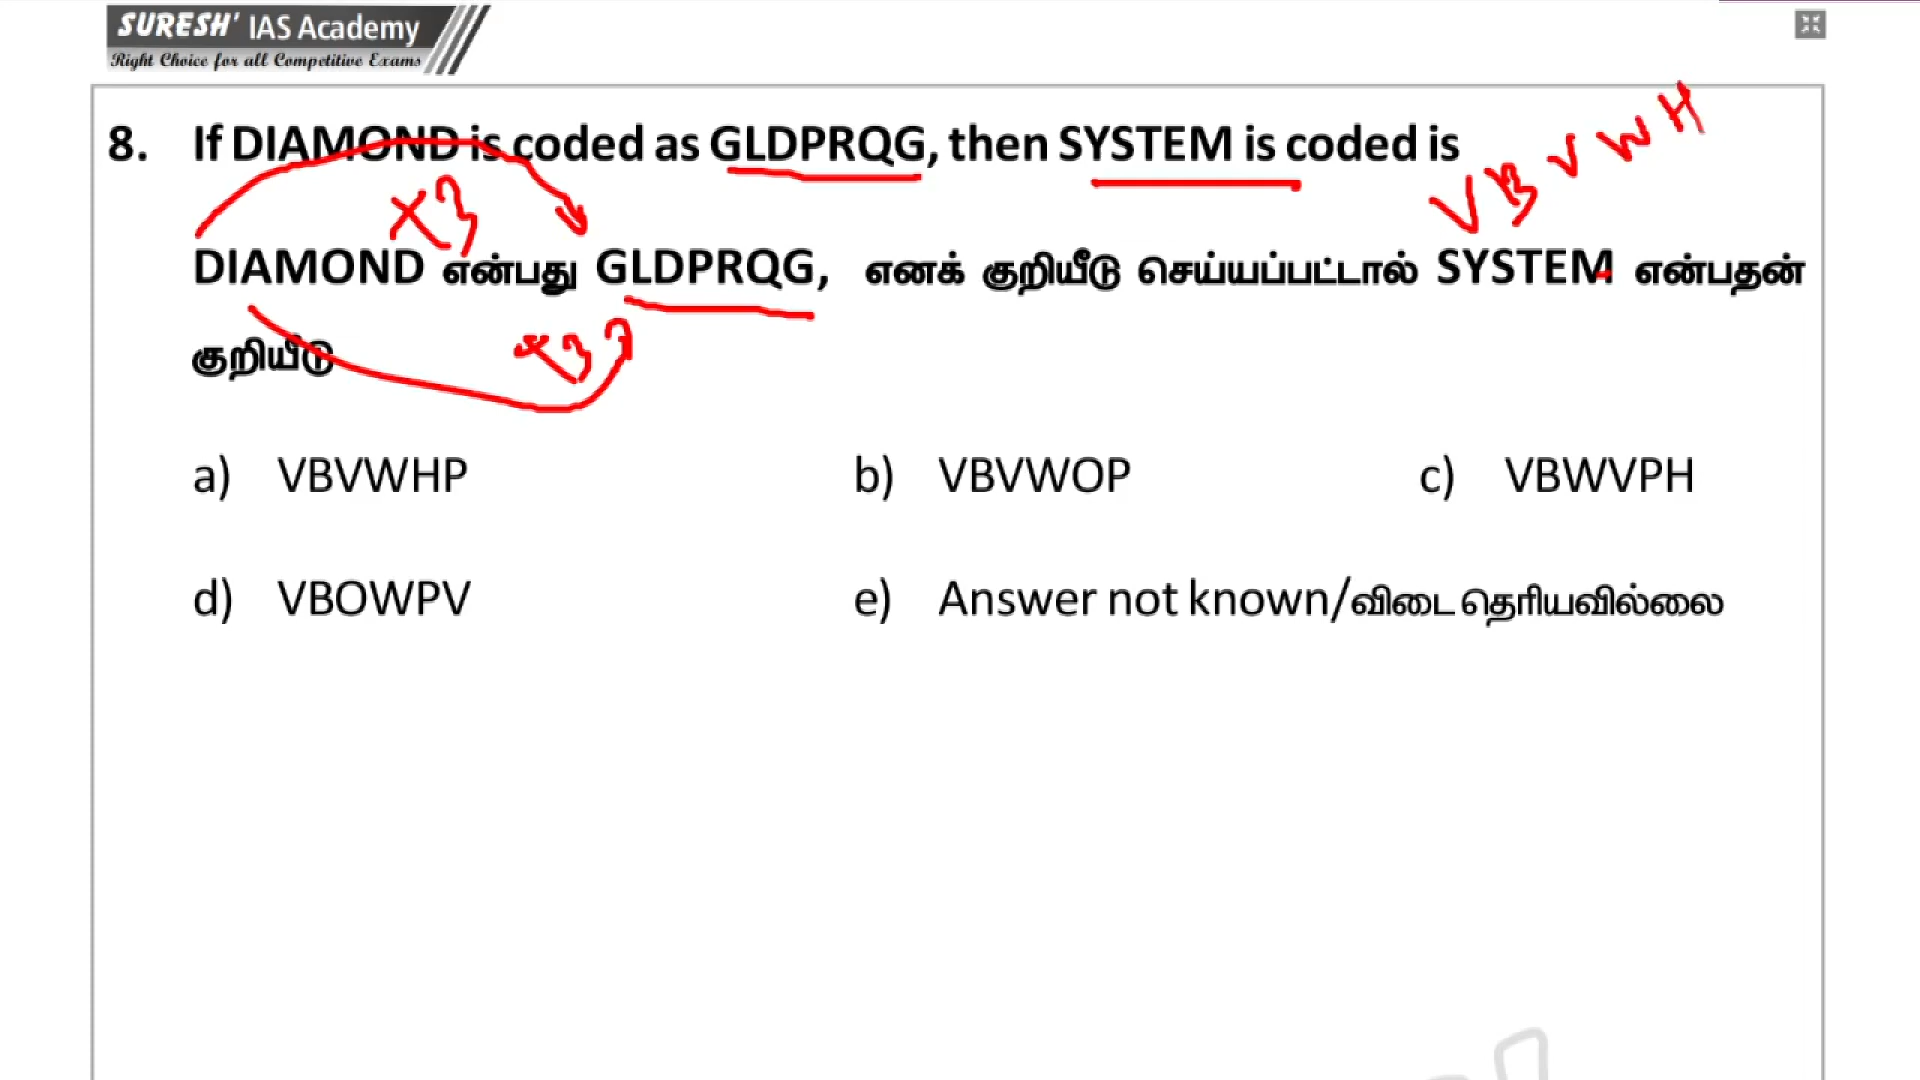 SURESH' IAS Academy
Right Choice for all Competitive Exams
8. If DIAMOND is coded as GLDPRQG, then SYSTEM is coded is
V B V W H
+3
DIAMOND என்பது GLDPRQG, எனக் குறியீடு செய்யப்பட்டால் SYSTEM என்பதன்
குறியீடு
+3
a) VBVWHP b) VBVWOP c) VBWVPH
d) VBOWPV e) Answer not known/விடை தெரியவில்லை